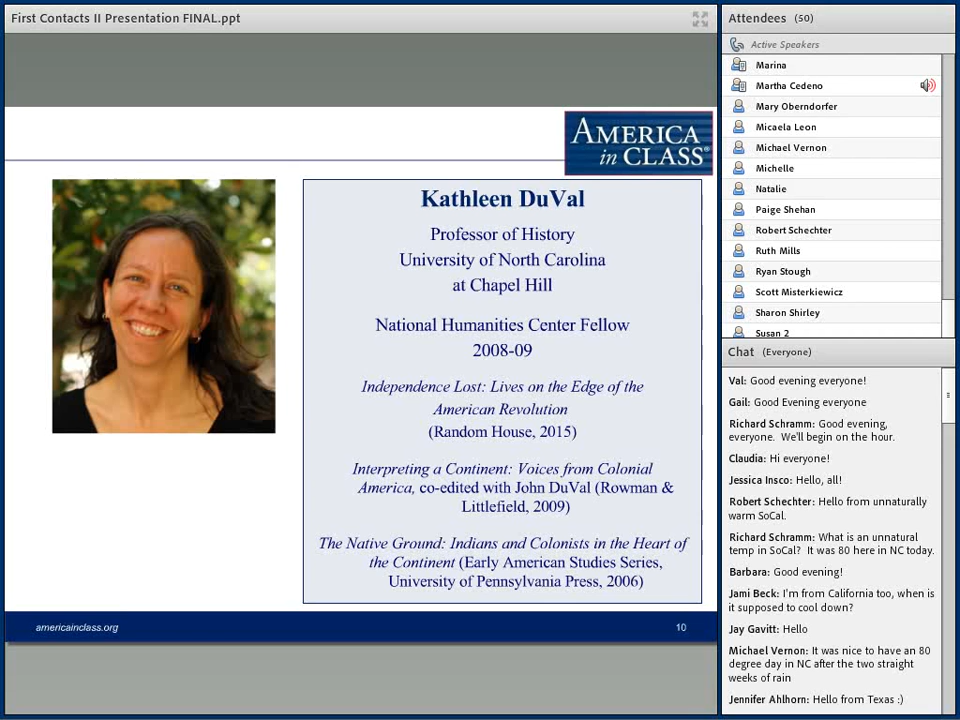 First Contacts II Presentation FINAL.ppt
AMERICA
in CLASS®
Kathleen DuVal
Professor of History
University of North Carolina
at Chapel Hill
National Humanities Center Fellow
2008-09
Independence Lost: Lives on the Edge of the
American Revolution
(Random House, 2015)
Interpreting a Continent: Voices from Colonial
America, co-edited with John DuVal (Rowman &
Littlefield, 2009)
The Native Ground: Indians and Colonists in the Heart of
the Continent (Early American Studies Series,
University of Pennsylvania Press, 2006)
americainclass.org
10
Attendees (50)
Active Speakers
Marina
Martha Cedeno
Mary Oberndorfer
Micaela Leon
Michael Vernon
Michelle
Natalie
Paige Shehan
Robert Schechter
Ruth Mills
Ryan Stough
Scott Misterkiewicz
Sharon Shirley
Susan 2
Chat (Everyone)
Val: Good evening everyone!
Gail: Good Evening everyone
Richard Schramm: Good evening,
everyone. We'll begin on the hour.
Claudia: Hi everyone!
Jessica Insco: Hello, all!
Robert Schechter: Hello from unnaturally
warm SoCal.
Richard Schramm: What is an unnatural
temp in SoCal? It was 80 here in NC today.
Barbara: Good evening!
Jami Beck: I'm from California too, when is
it supposed to cool down?
Jay Gavitt: Hello
Michael Vernon: It was nice to have an 80
degree day in NC after the two straight
weeks of rain
Jennifer Ahlhorn: Hello from Texas :)